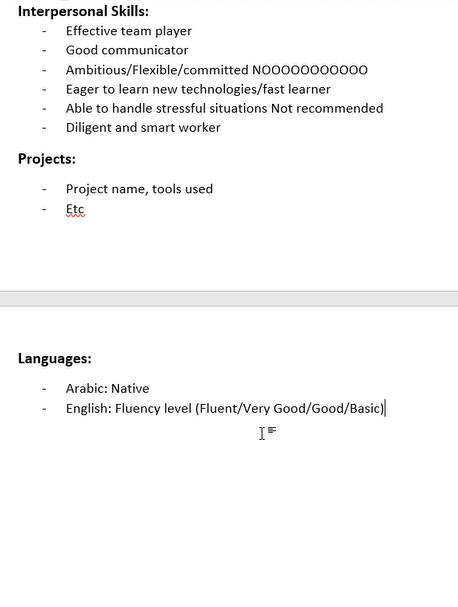 Interpersonal Skills:
- Effective team player
- Good communicator
- Ambitious/Flexible/committed NOOOOOOOOOOO
- Eager to learn new technologies/fast learner
- Able to handle stressful situations Not recommended
- Diligent and smart worker
Projects:
- Project name, tools used
- Etc
Languages:
- Arabic: Native
- English: Fluency level (Fluent/Very Good/Good/Basic)